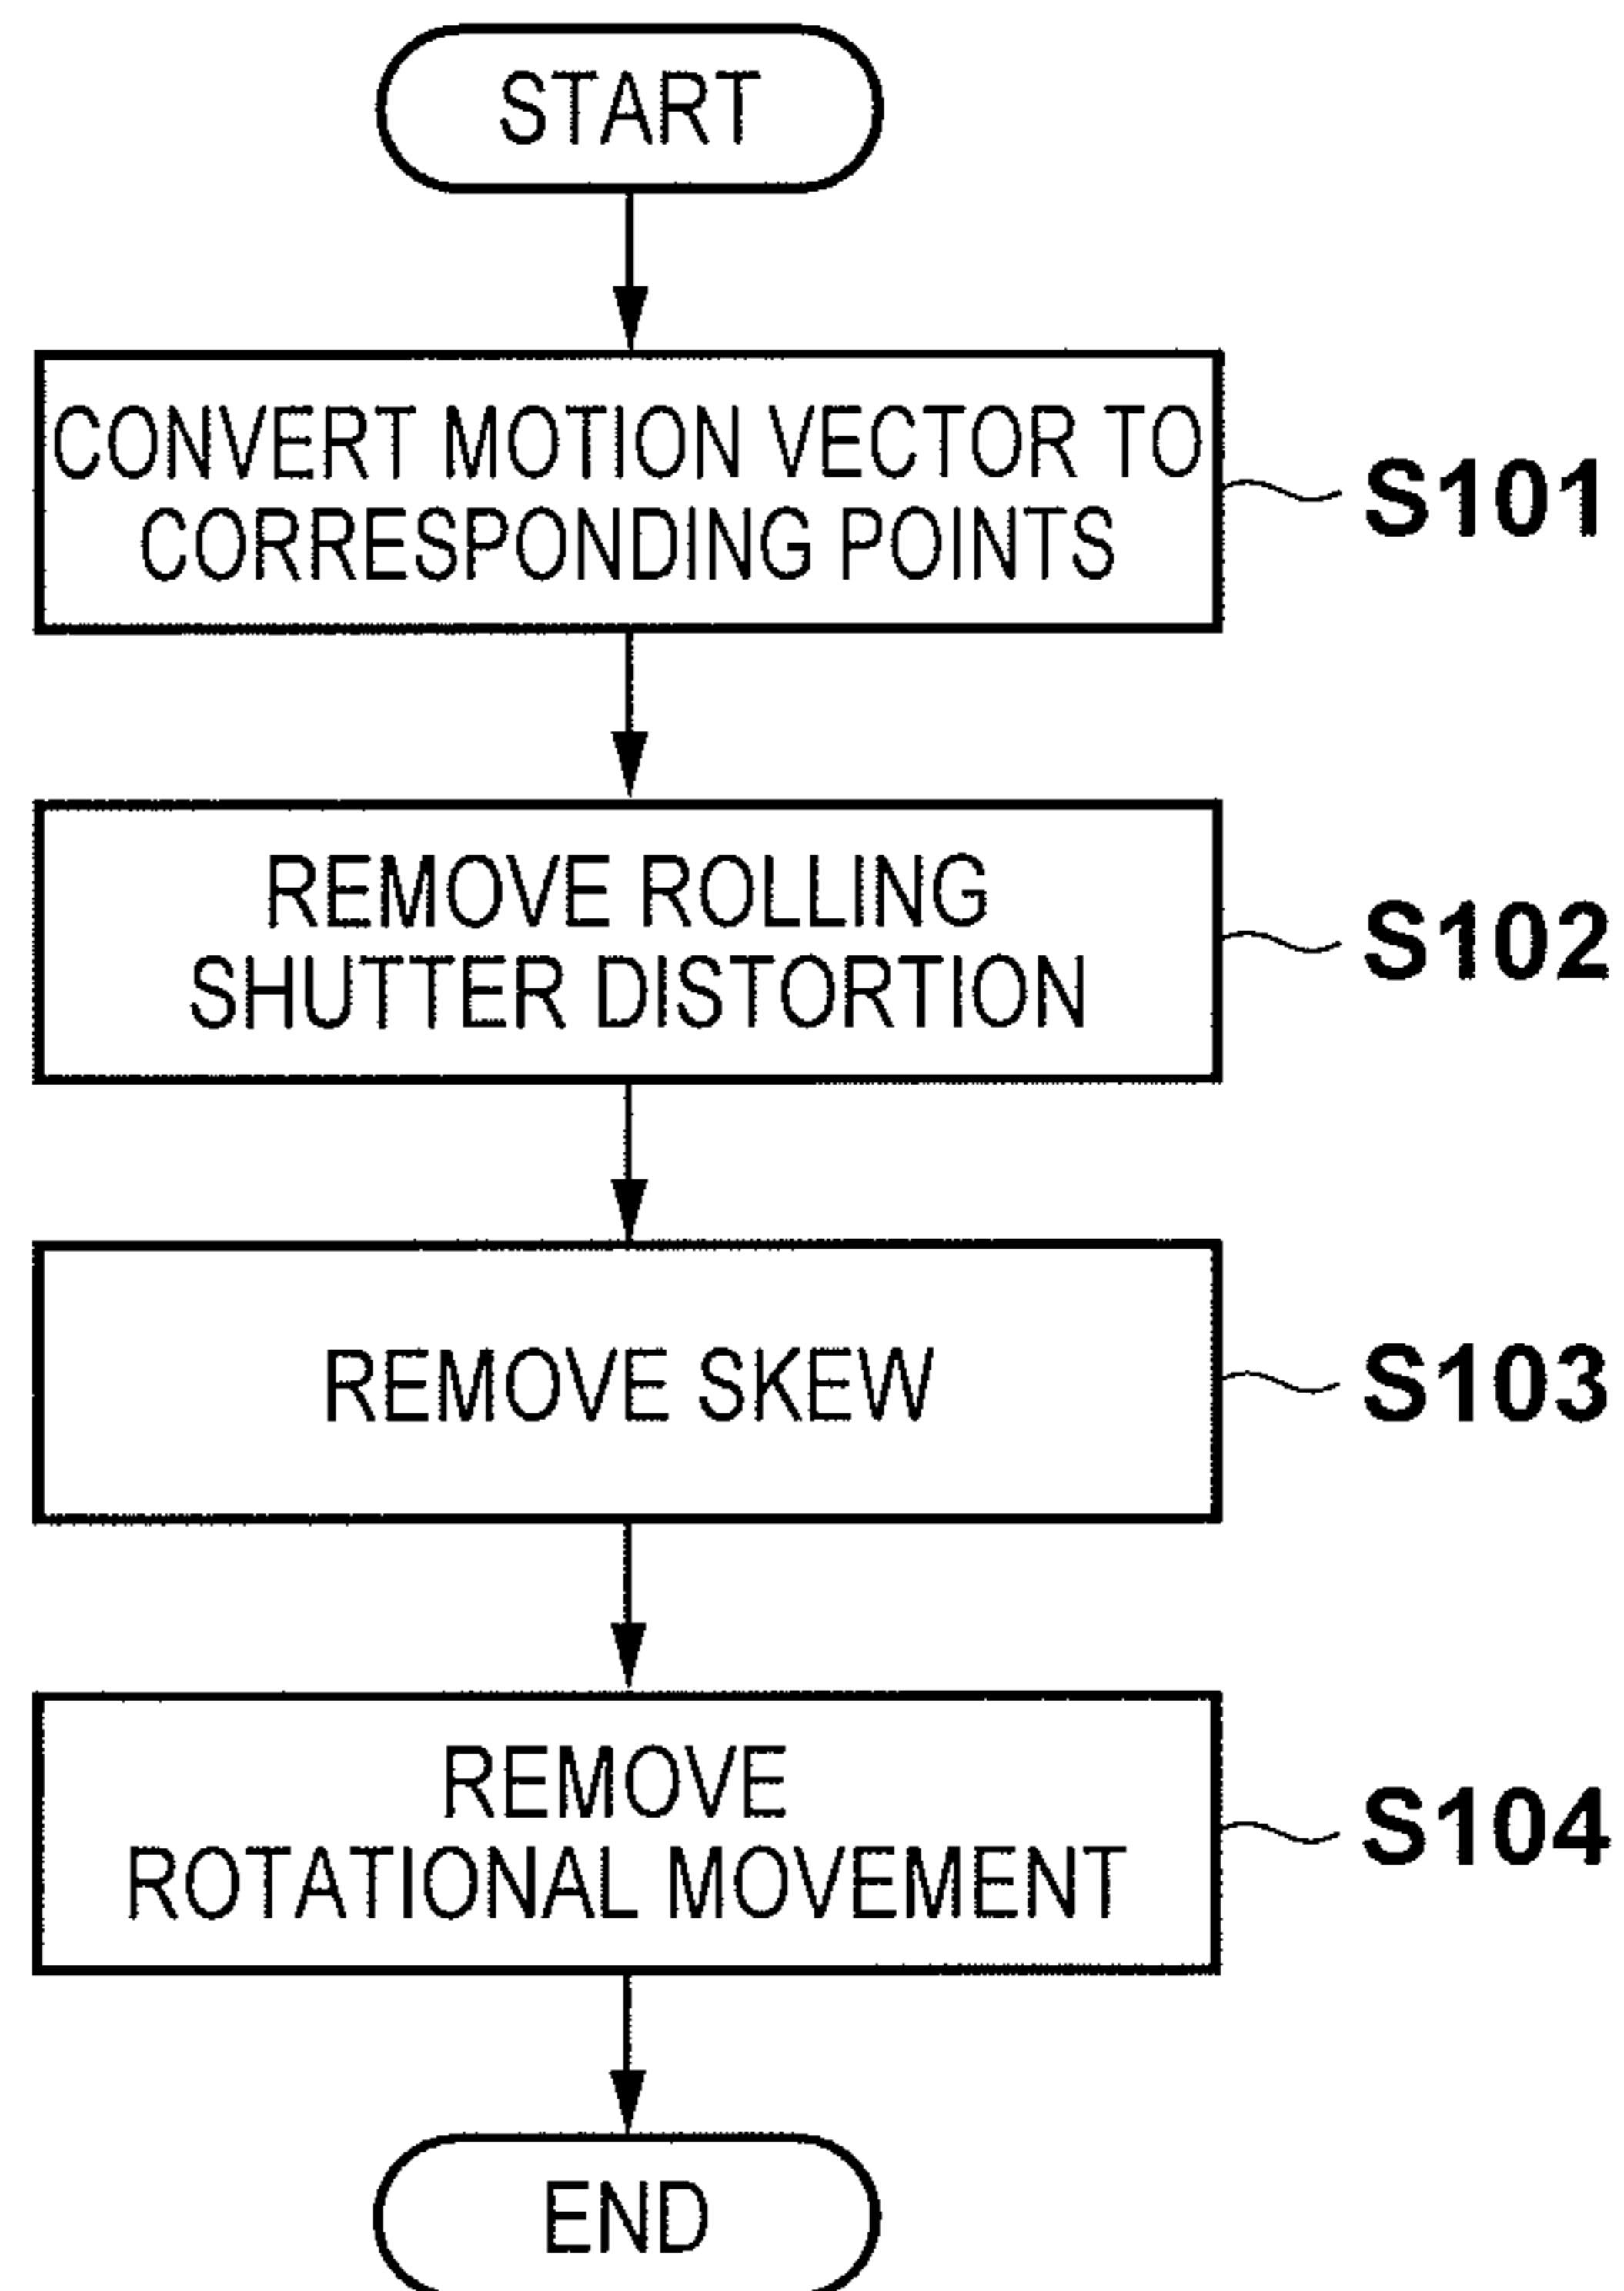 START
CONVERT MOTION VECTOR TO
CORRESPONDING POINTS
S101
REMOVE ROLLING
SHUTTER DISTORTION
S102
REMOVE SKEW
S103
REMOVE
ROTATIONAL MOVEMENT
S104
END